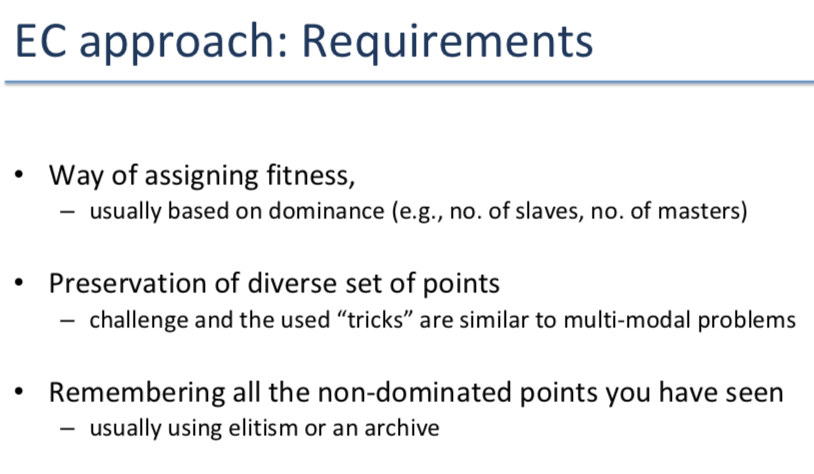 EC approach: Requirements
• Way of assigning fitness,
– usually based on dominance (e.g., no. of slaves, no. of masters)
• Preservation of diverse set of points
– challenge and the used “tricks” are similar to multi-modal problems
• Remembering all the non-dominated points you have seen
– usually using elitism or an archive